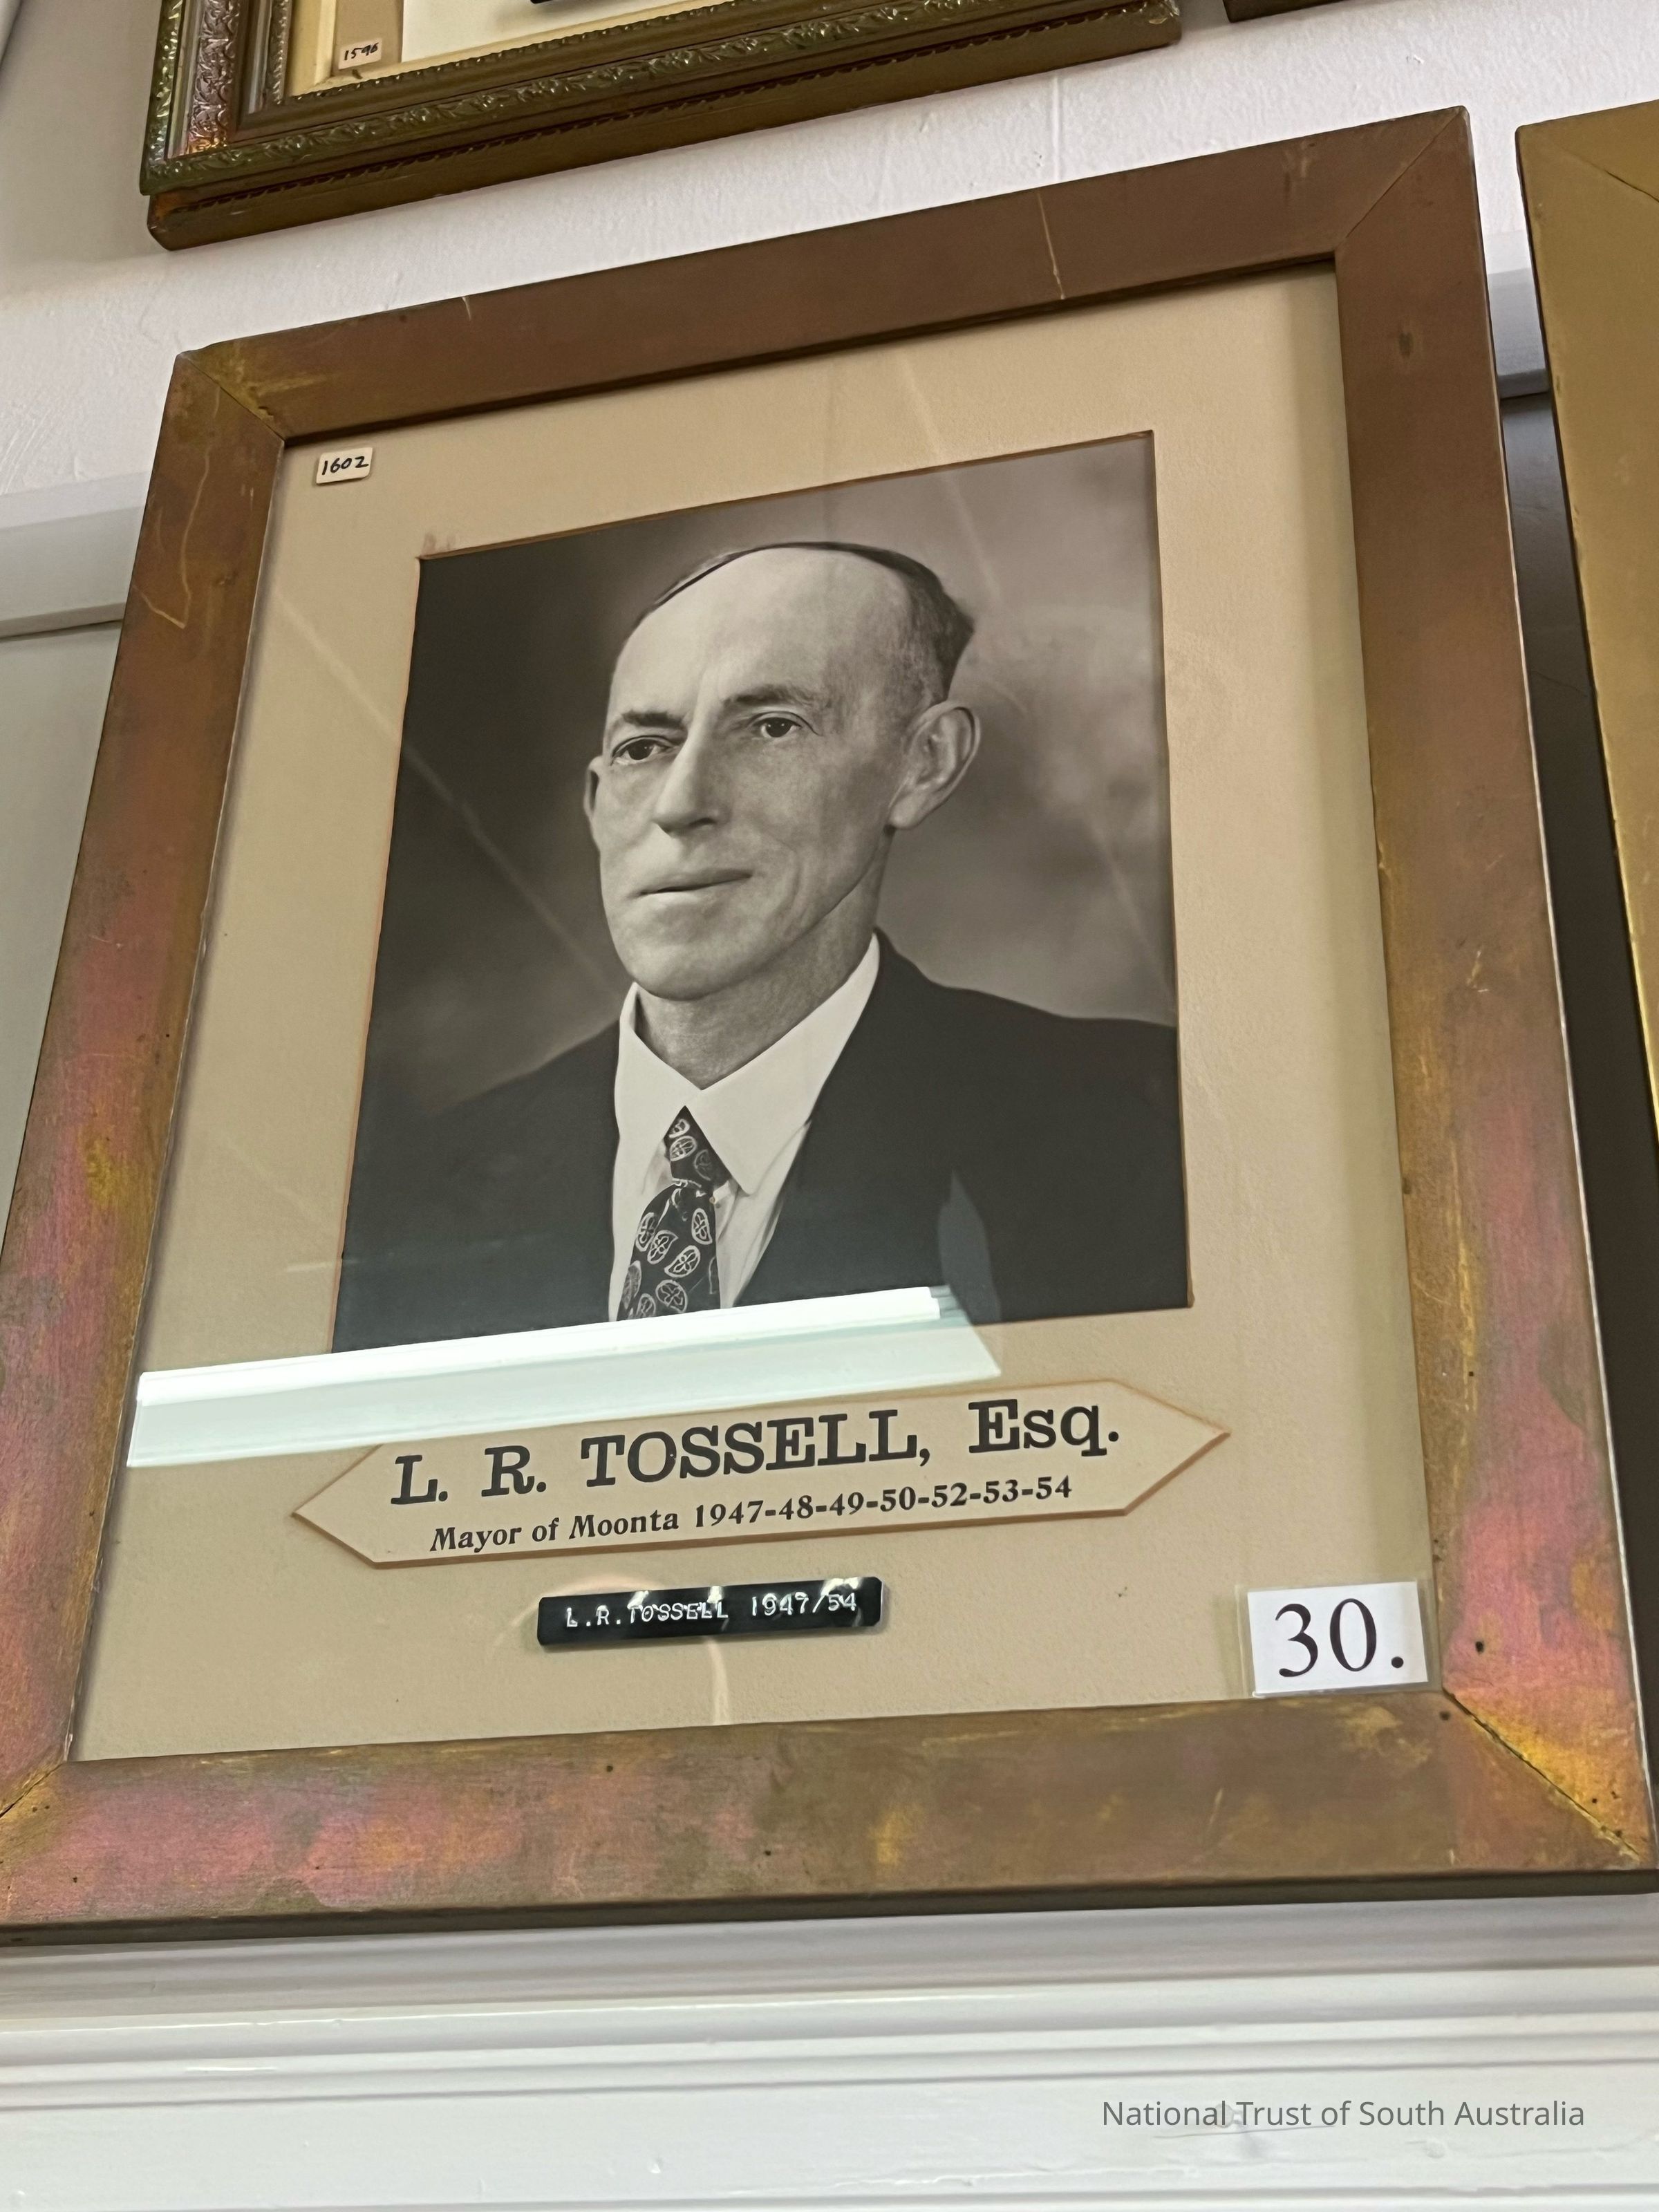 1596
1602
L. R. TOSSELL, Esq.
Mayor of Moonta 1947-48-49-50-52-53-54
L.R.TOSSELL 1947/54
30.
National Trust of South Australia